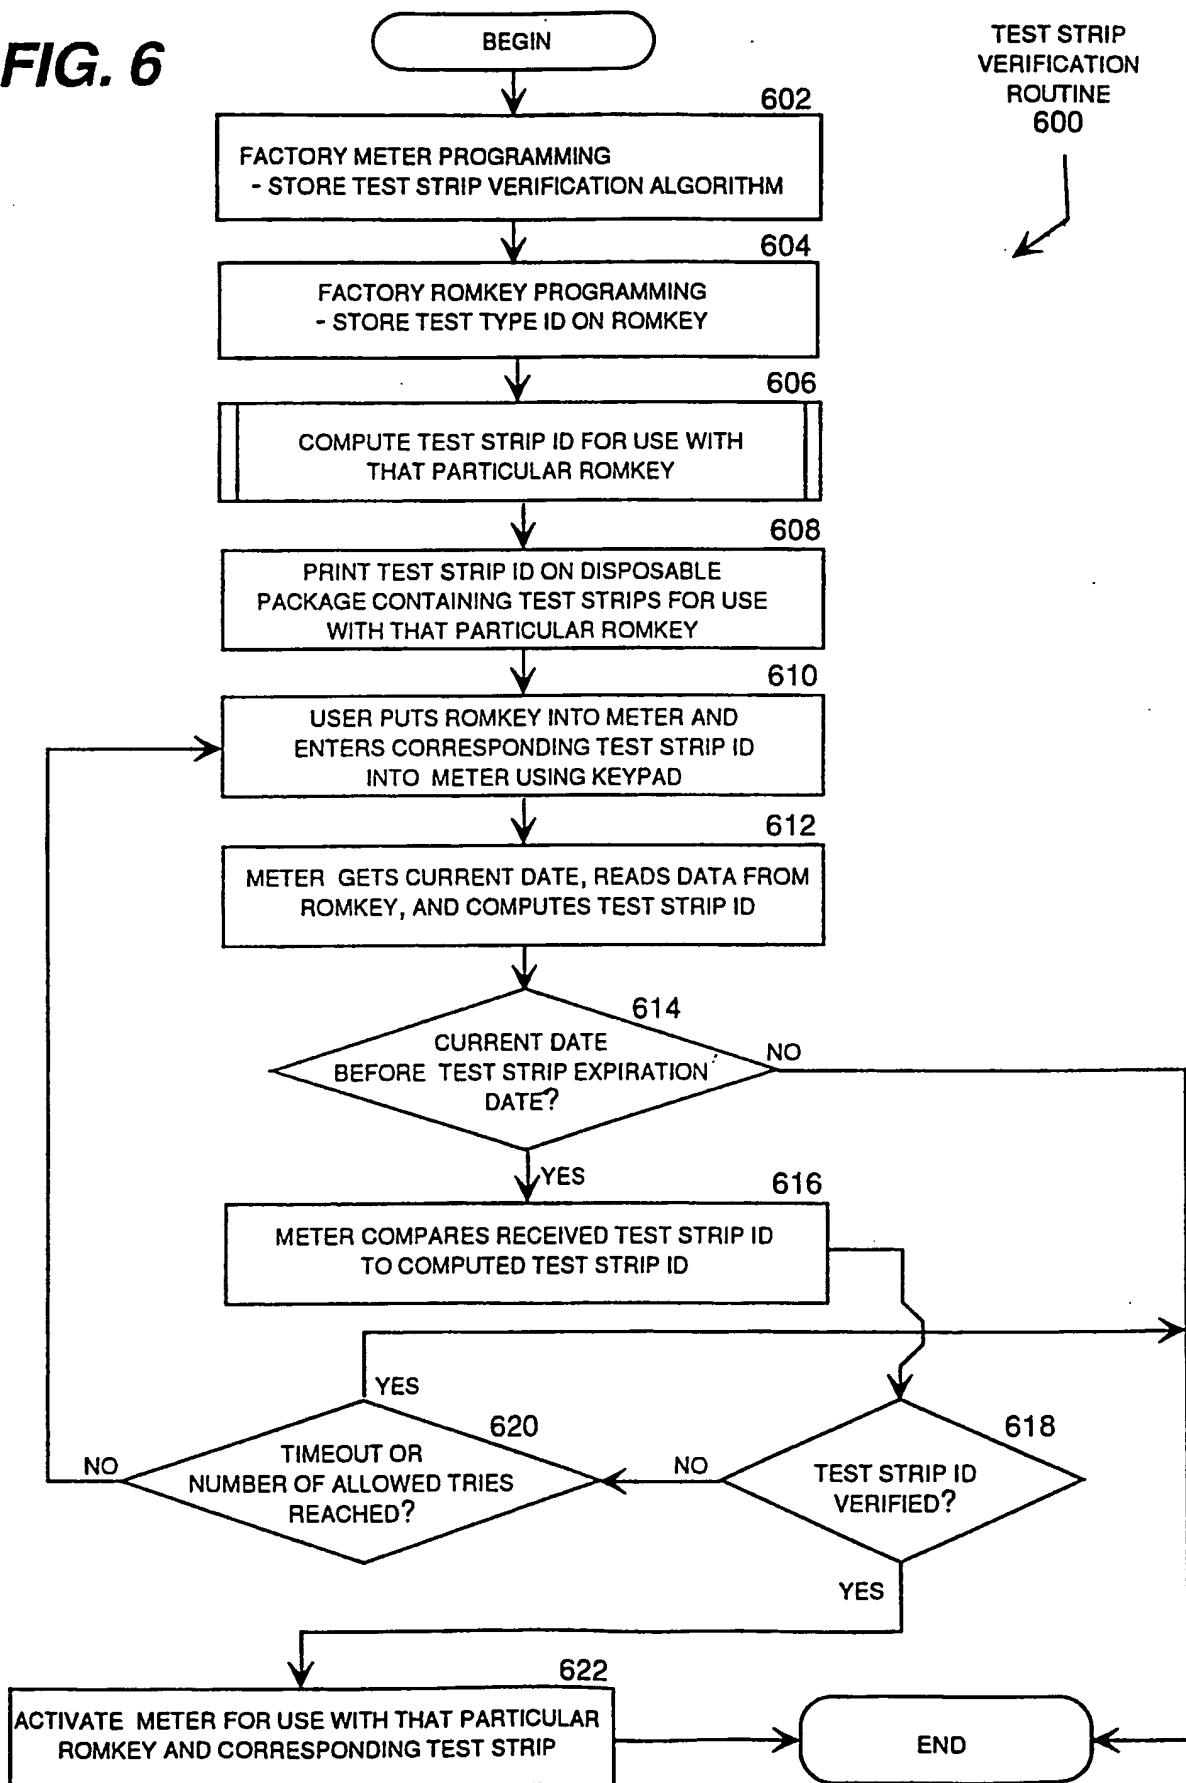 FIG. 6
BEGIN
TEST STRIP
VERIFICATION
ROUTINE
600
602
FACTORY METER PROGRAMMING
- STORE TEST STRIP VERIFICATION ALGORITHM
604
FACTORY ROMKEY PROGRAMMING
- STORE TEST TYPE ID ON ROMKEY
606
COMPUTE TEST STRIP ID FOR USE WITH
THAT PARTICULAR ROMKEY
608
PRINT TEST STRIP ID ON DISPOSABLE
PACKAGE CONTAINING TEST STRIPS FOR USE
WITH THAT PARTICULAR ROMKEY
610
USER PUTS ROMKEY INTO METER AND
ENTERS CORRESPONDING TEST STRIP ID
INTO METER USING KEYPAD
612
METER GETS CURRENT DATE, READS DATA FROM
ROMKEY, AND COMPUTES TEST STRIP ID
614
CURRENT DATE
BEFORE TEST STRIP EXPIRATION
DATE?
NO
YES
616
METER COMPARES RECEIVED TEST STRIP ID
TO COMPUTED TEST STRIP ID
YES
620
TIMEOUT OR
NUMBER OF ALLOWED TRIES
REACHED?
NO
NO
618
TEST STRIP ID
VERIFIED?
YES
622
ACTIVATE METER FOR USE WITH THAT PARTICULAR
ROMKEY AND CORRESPONDING TEST STRIP
END